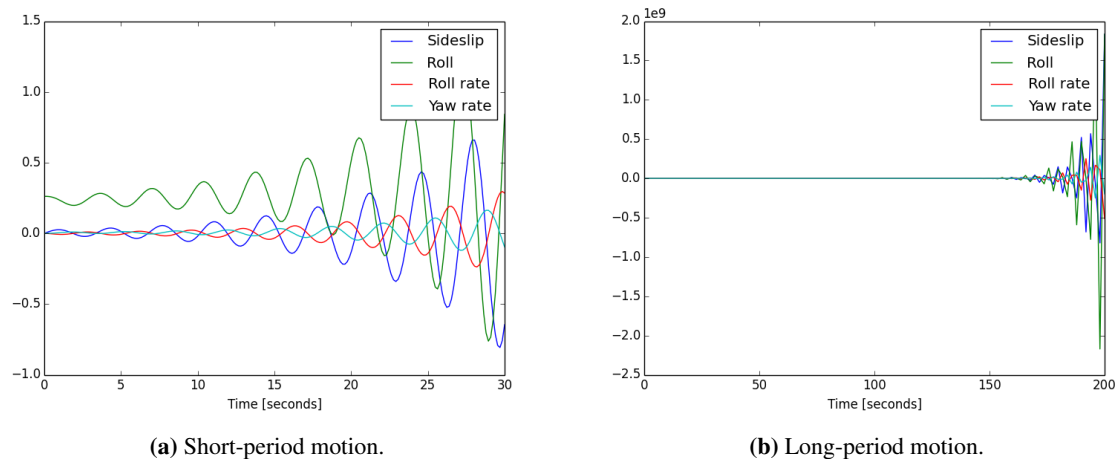 1.5
1.0
0.5
0.0
−0.5
−1.0
0
5
10
15
20
25
30
Time [seconds]
Sideslip
Roll
Roll rate
Yaw rate
(a) Short-period motion.
1e9
2.0
1.5
1.0
0.5
0.0
−0.5
−1.0
−1.5
−2.0
−2.5
0
50
100
150
200
Time [seconds]
Sideslip
Roll
Roll rate
Yaw rate
(b) Long-period motion.